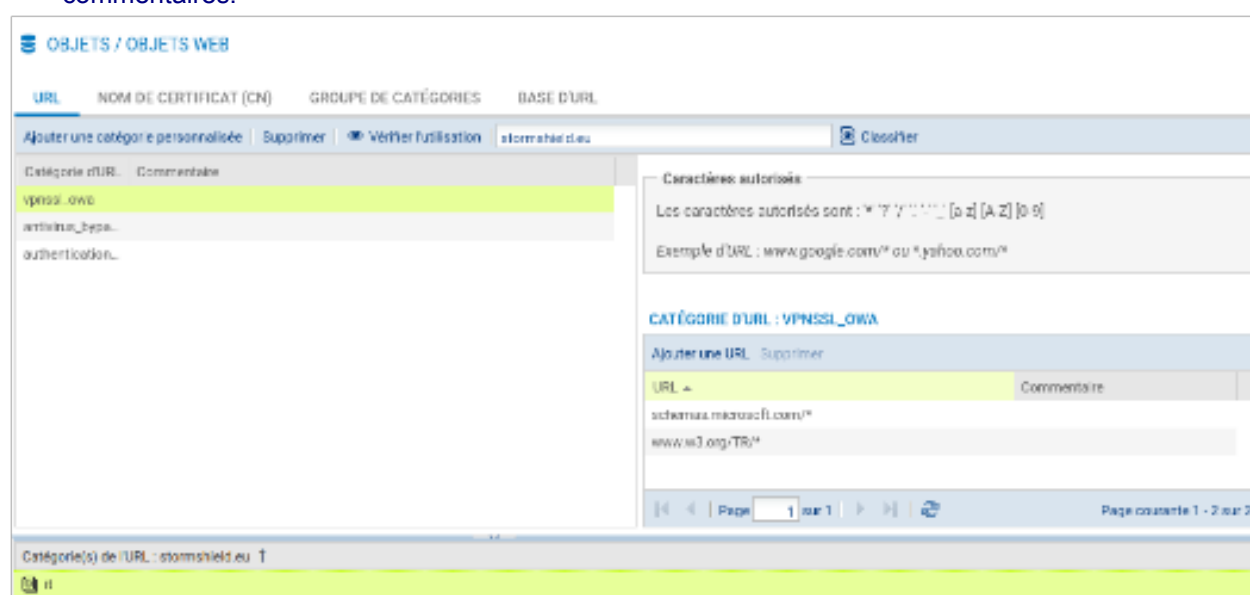 commentaires.
OBJETS / OBJETS WEB
URL NOM DE CERTIFICAT (CN) GROUPE DE CATÉGORIES BASE D'URL
Ajouter une catégorie personnalisée Supprimer Vérifier l'utilisation stormshield.eu Classifier
Catégorie d'URL... Commentaire
vpnssl_owa
antivirus_bypa...
authentication...
Caractères autorisés
Les caractères autorisés sont : [a-z] [A-Z] [0-9]
Exemple d'URL : www.google.com/* ou *.yahoo.com/*
CATÉGORIE D'URL : VPNSSL_OWA
Ajouter une URL Supprimer
URL Commentaire
schemas.microsoft.com/*
www.w3.org/TR/*
Page 1 sur 1 Page courante 1 - 2 sur 2
Catégorie(s) de l'URL : stormshield.eu ↑
it